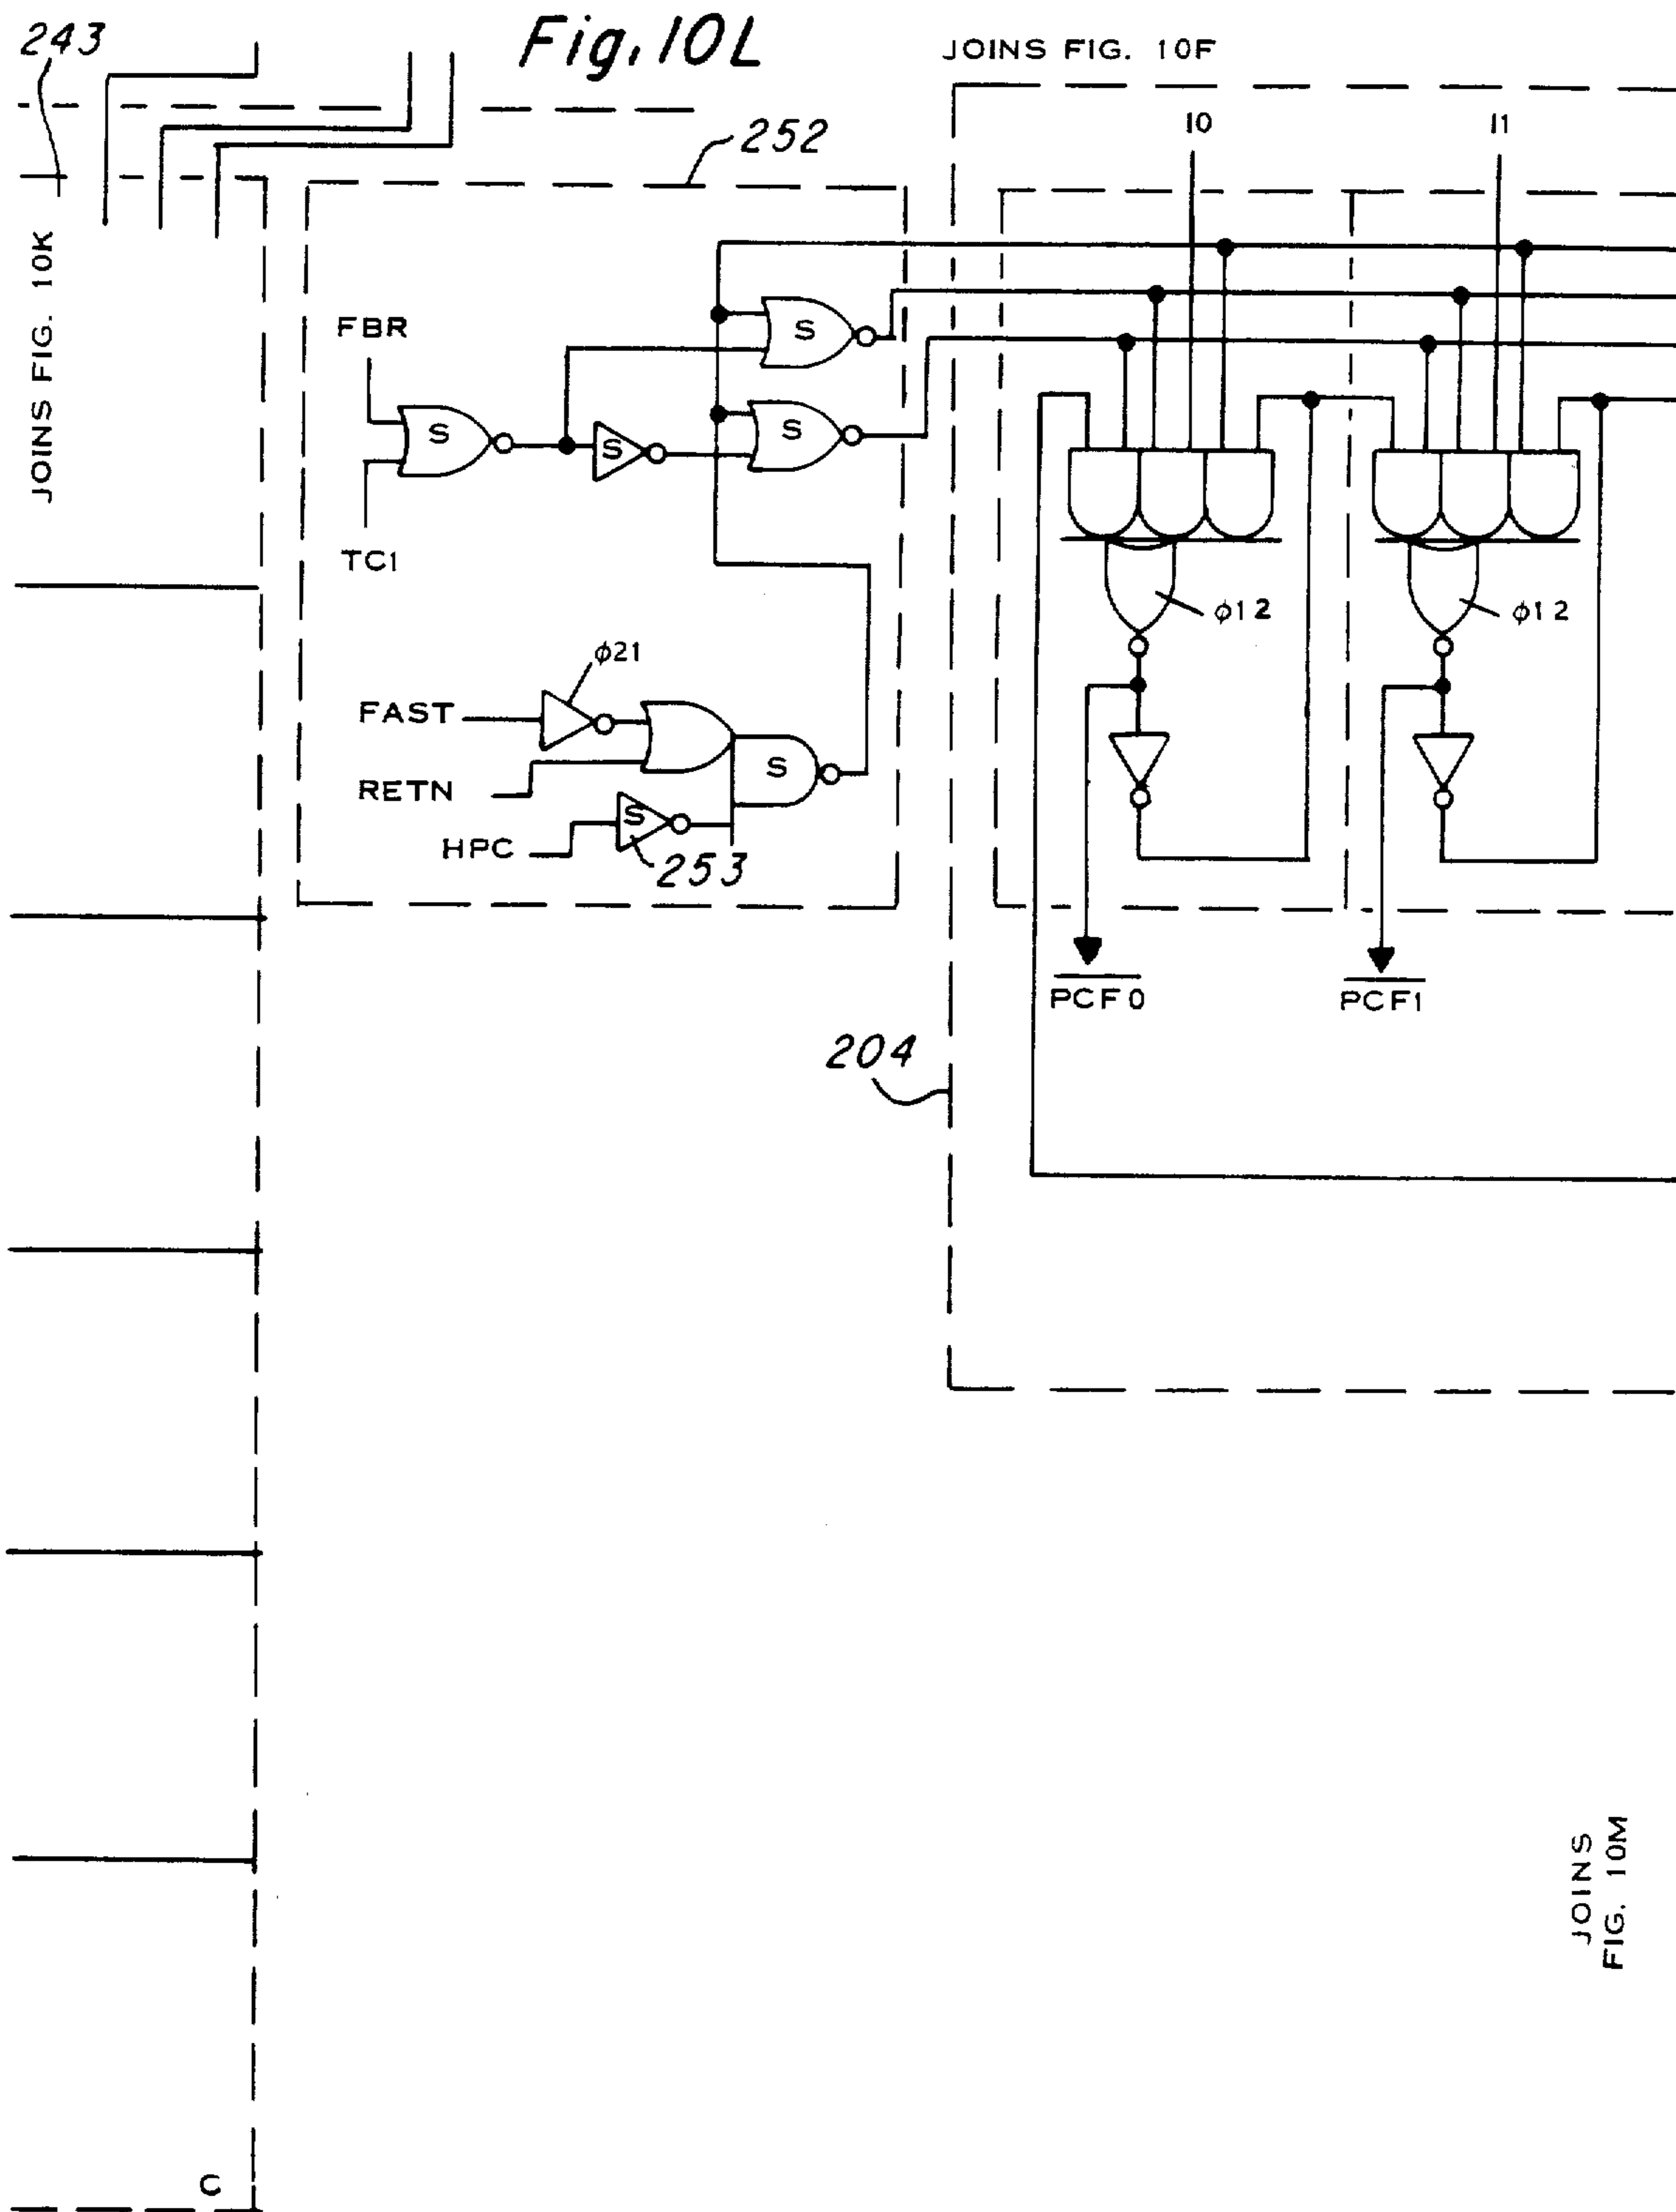 243
Fig. 10L
JOINS FIG. 10F
252
10
11
JOINS FIG. 10K
FBR
S
S
S
S
TC1
φ21
φ12
φ12
FAST
S
RETN
S
HPC
253
PCF0
PCF1
204
JOINS
FIG. 10M
C